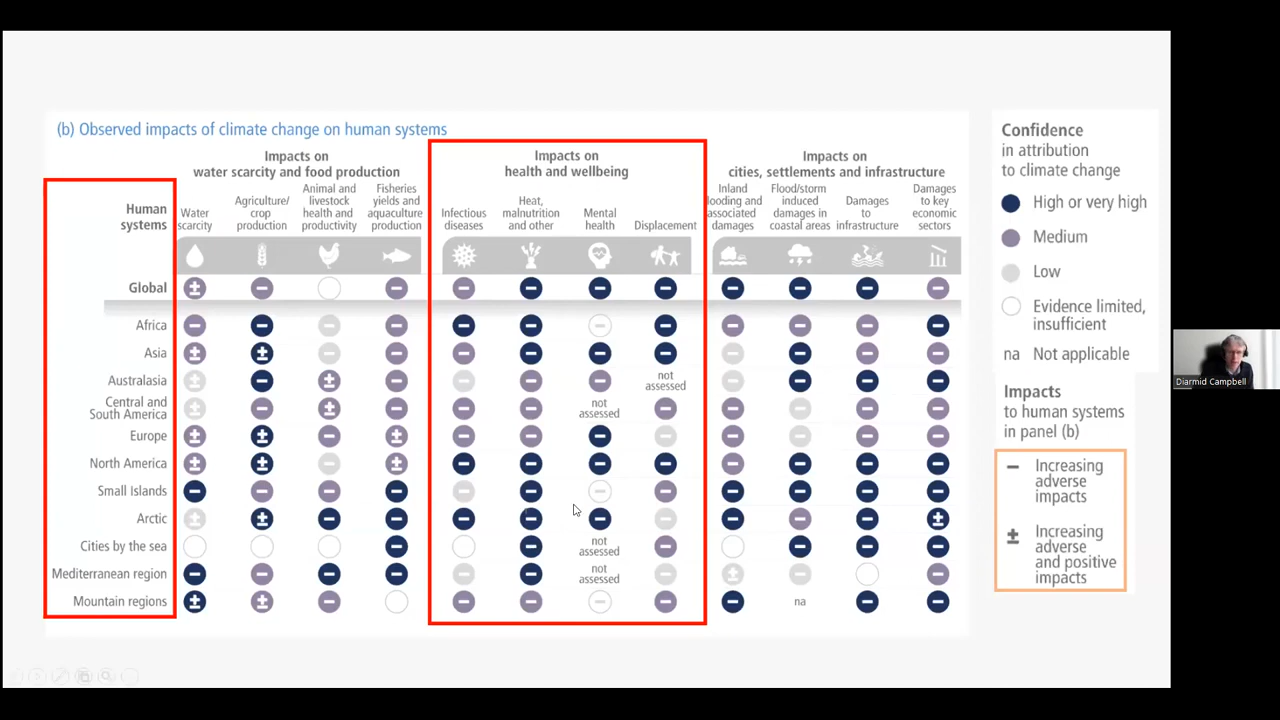 (b) Observed impacts of climate change on human systems
Impacts on
water scarcity and food production
Impacts on
health and wellbeing
Impacts on
cities, settlements and infrastructure
Human
systems
Water
scarcity
Agriculture/
crop
production
Animal and
livestock
health and
productivity
Fisheries
yields and
aquaculture
production
Infectious
diseases
Heat,
malnutrition
and other
Mental
health
Displacement
Inland
looding and
associated
damages
Flood/storm
induced
damages in
coastal areas
Damages
to
infrastructure
Damages
to key
economic
sectors
Global
Africa
Asia
Australasia
not
assessed
Central and
South America
not
assessed
Europe
North America
Small Islands
Arctic
Cities by the sea
not
assessed
Mediterranean region
not
assessed
Mountain regions
na
Confidence
in attribution
to climate change
High or very high
Medium
Low
Evidence limited,
insufficient
na Not applicable
Impacts
to human systems
in panel (b)
− Increasing
adverse
impacts
± Increasing
adverse
and positive
impacts
Diarmid Campbell